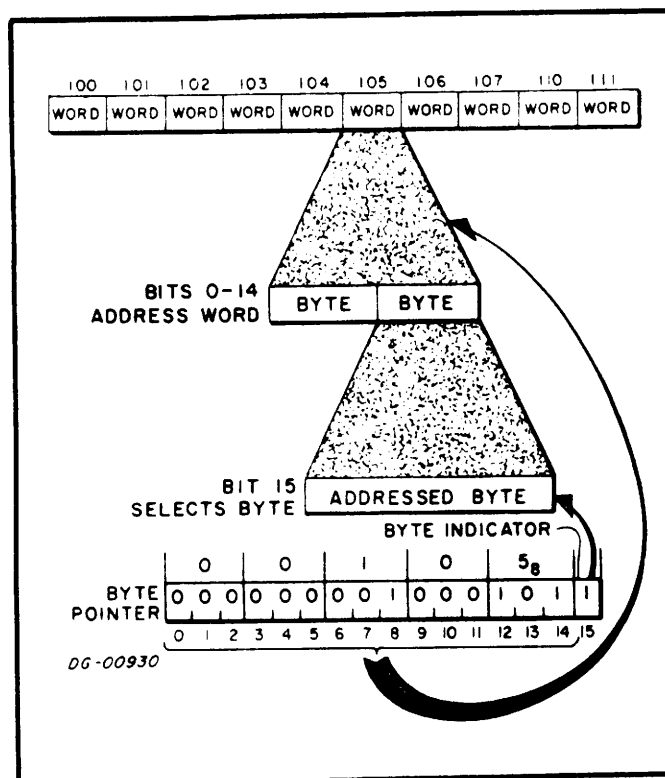 100 101 102 103 104 105 106 107 110 111
WORD WORD WORD WORD WORD WORD WORD WORD WORD WORD
BITS 0-14 BYTE BYTE
ADDRESS WORD
BIT 15 ADDRESSED BYTE
SELECTS BYTE
BYTE INDICATOR
0 0 1 0 5₈
BYTE POINTER 0 0 0 0 0 0 0 0 1 0 0 0 1 0 1 1
0 1 2 3 4 5 6 7 8 9 10 11 12 13 14 15
DG-00930